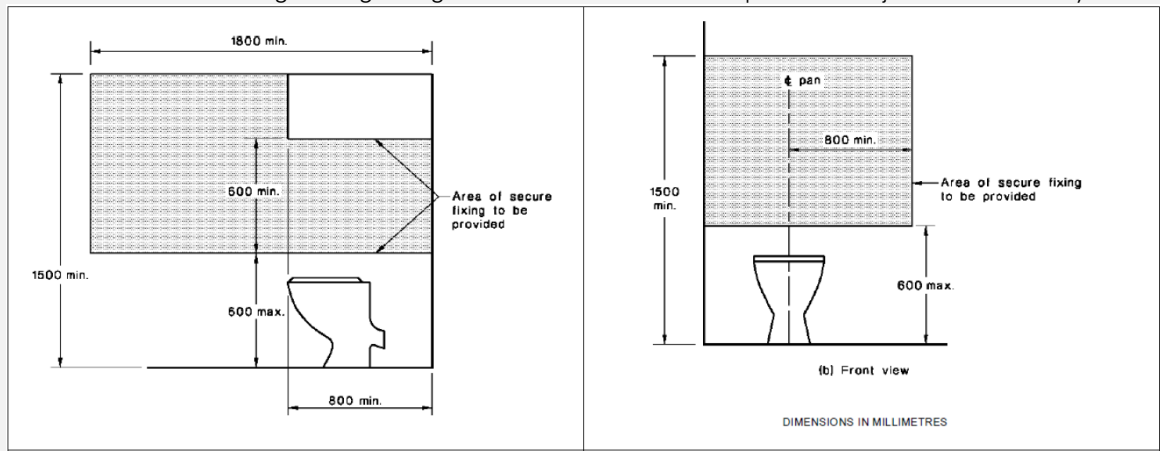 1800 min.
600 min.
Area of secure
fixing to be
provided
1500 min.
600 max.
800 min.
℄ pan
800 min.
1500
min.
Area of secure fixing
to be provided
600 max.
(b) Front view
DIMENSIONS IN MILLIMETRES